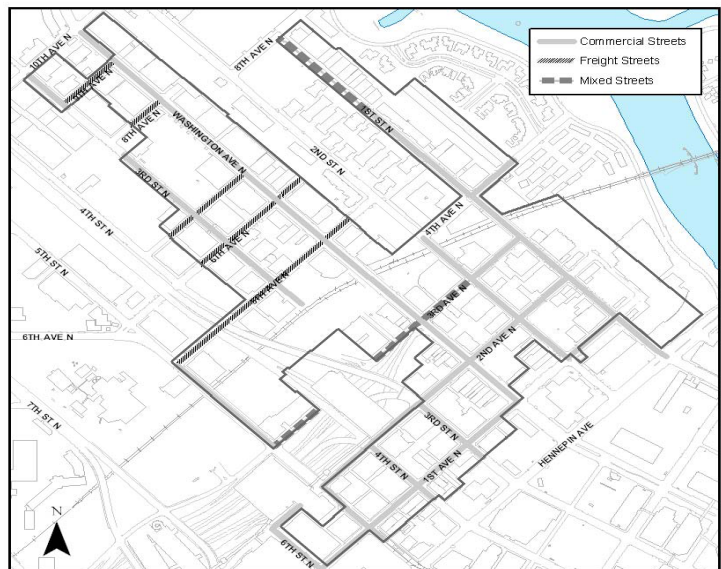 Commercial Streets
Freight Streets
Mixed Streets
10TH AVE N
8TH AVE N
8TH AVE N
WASHINGTON AVE N
1ST ST N
2ND ST N
3RD ST N
4TH AVE N
4TH ST N
6TH AVE N
5TH ST N
3RD AVE N
6TH AVE N
2ND AVE N
7TH ST N
3RD ST N
HENNEPIN AVE
4TH ST N
1ST AVE N
6TH ST N
N